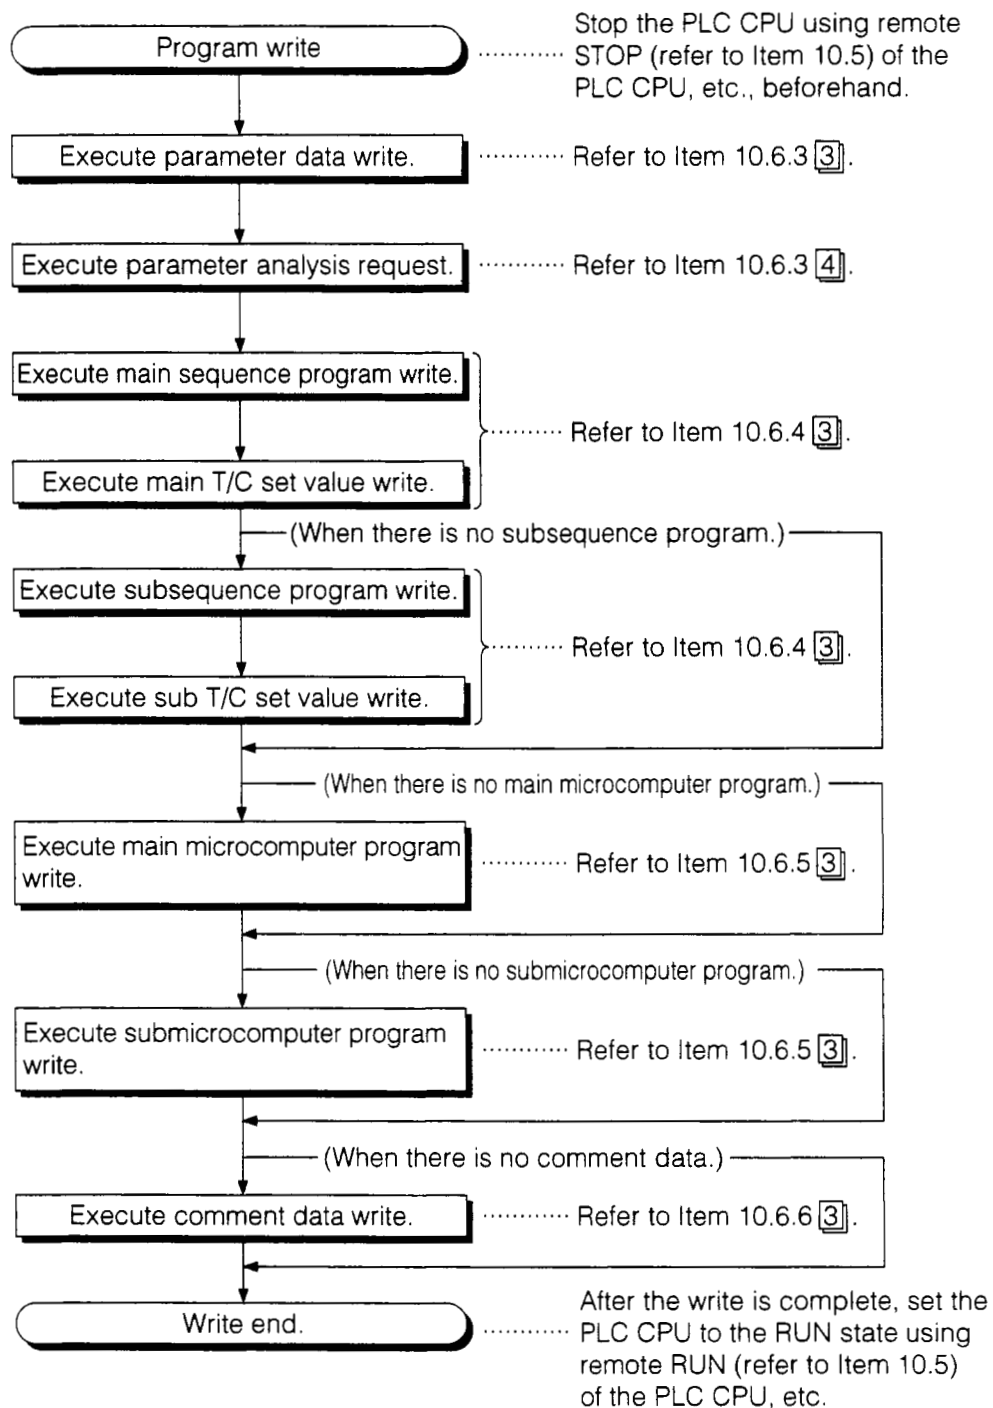 Program write
Stop the PLC CPU using remote
STOP (refer to Item 10.5) of the
PLC CPU, etc., beforehand.
Execute parameter data write.
Refer to Item 10.6.3 3.
Execute parameter analysis request.
Refer to Item 10.6.3 4.
Execute main sequence program write.
Refer to Item 10.6.4 3.
Execute main T/C set value write.
(When there is no subsequence program.)
Execute subsequence program write.
Refer to Item 10.6.4 3.
Execute sub T/C set value write.
(When there is no main microcomputer program.)
Execute main microcomputer program
write.
Refer to Item 10.6.5 3.
(When there is no submicrocomputer program.)
Execute submicrocomputer program
write.
Refer to Item 10.6.5 3.
(When there is no comment data.)
Execute comment data write.
Refer to Item 10.6.6 3.
Write end.
After the write is complete, set the
PLC CPU to the RUN state using
remote RUN (refer to Item 10.5)
of the PLC CPU, etc.